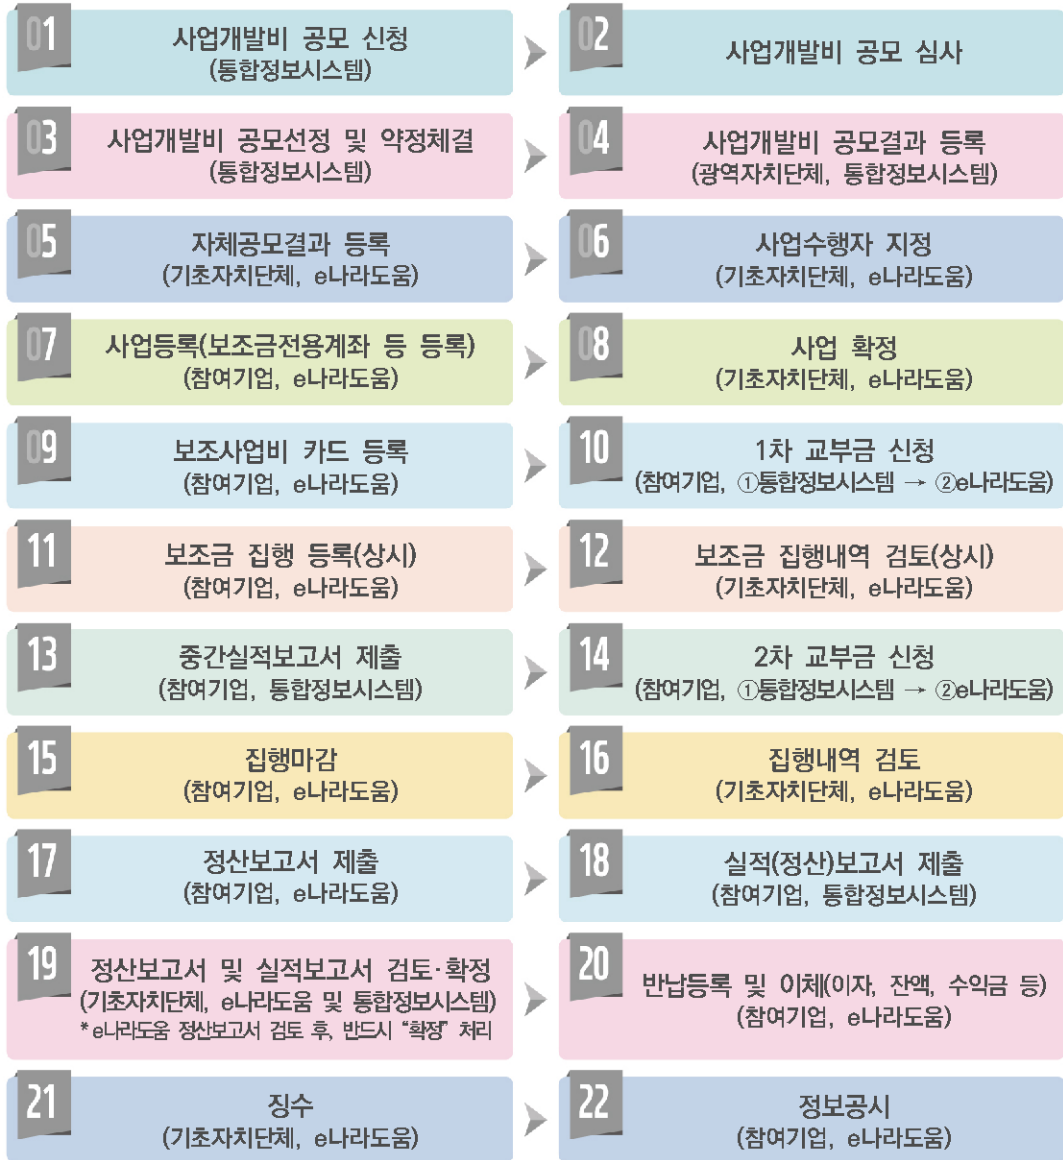 01
사업개발비 공모 신청
(통합정보시스템)
02
사업개발비 공모 심사
03
사업개발비 공모선정 및 약정체결
(통합정보시스템)
04
사업개발비 공모결과 등록
(광역자치단체, 통합정보시스템)
05
자체공모결과 등록
(기초자치단체, e나라도움)
06
사업수행자 지정
(기초자치단체, e나라도움)
07
사업등록(보조금전용계좌 등 등록)
(참여기업, e나라도움)
08
사업 확정
(기초자치단체, e나라도움)
09
보조사업비 카드 등록
(참여기업, e나라도움)
10
1차 교부금 신청
(참여기업, ①통합정보시스템 → ②e나라도움)
11
보조금 집행 등록(상시)
(참여기업, e나라도움)
12
보조금 집행내역 검토(상시)
(기초자치단체, e나라도움)
13
중간실적보고서 제출
(참여기업, 통합정보시스템)
14
2차 교부금 신청
(참여기업, ①통합정보시스템 → ②e나라도움)
15
집행마감
(참여기업, e나라도움)
16
집행내역 검토
(기초자치단체, e나라도움)
17
정산보고서 제출
(참여기업, e나라도움)
18
실적(정산)보고서 제출
(참여기업, 통합정보시스템)
19
정산보고서 및 실적보고서 검토·확정
(기초자치단체, e나라도움 및 통합정보시스템)
* e나라도움 정산보고서 검토 후, 반드시 “확정” 처리
20
반납등록 및 이체(이자, 잔액, 수익금 등)
(참여기업, e나라도움)
21
징수
(기초자치단체, e나라도움)
22
정보공시
(참여기업, e나라도움)